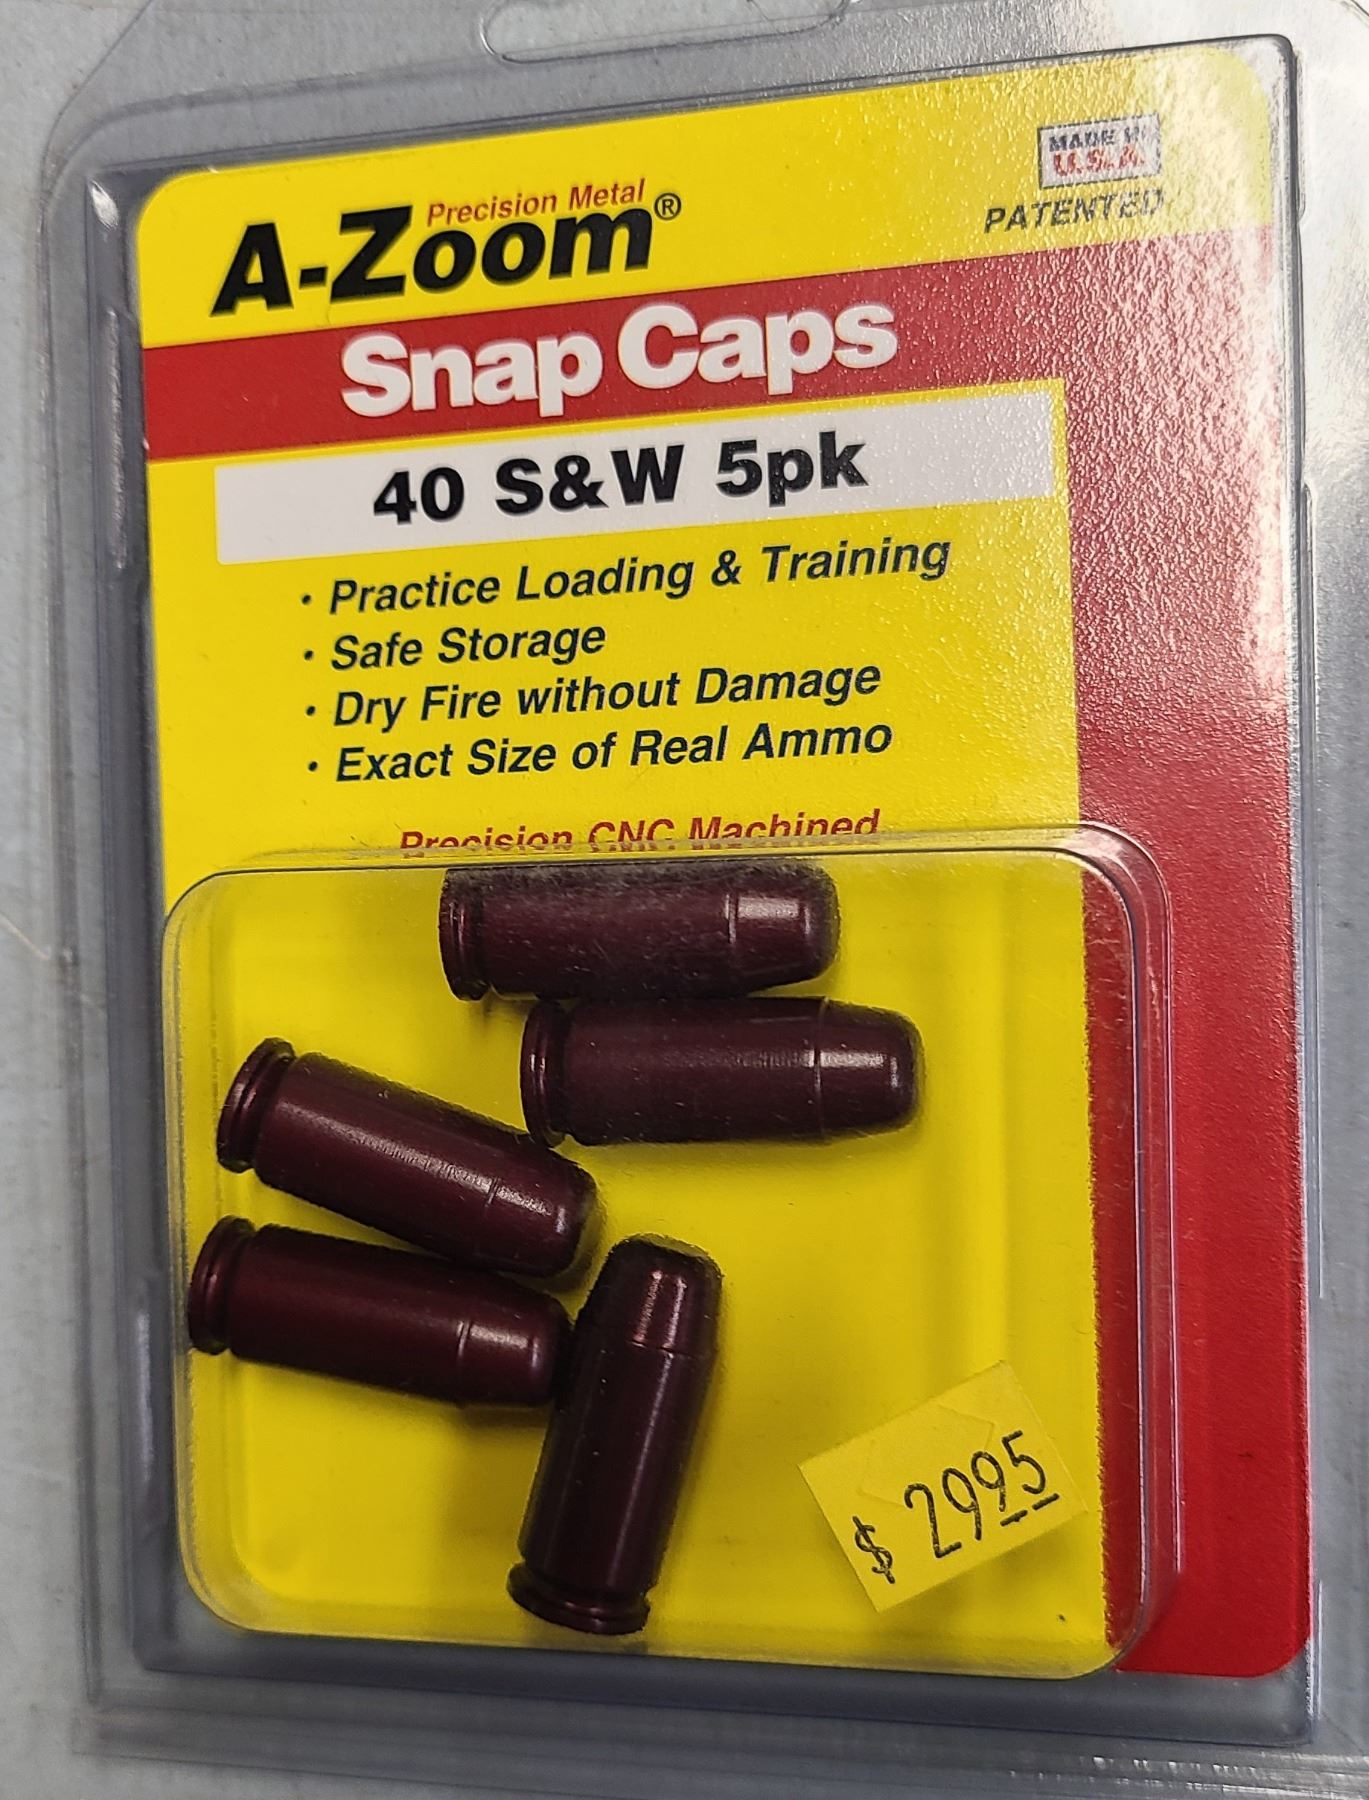 MADE IN
U.S.A.
PATENTED
Precision Metal
A-Zoom®
Snap Caps
40 S&W 5pk
· Practice Loading & Training
· Safe Storage
· Dry Fire without Damage
· Exact Size of Real Ammo
Precision CNC Machined
$ 2995